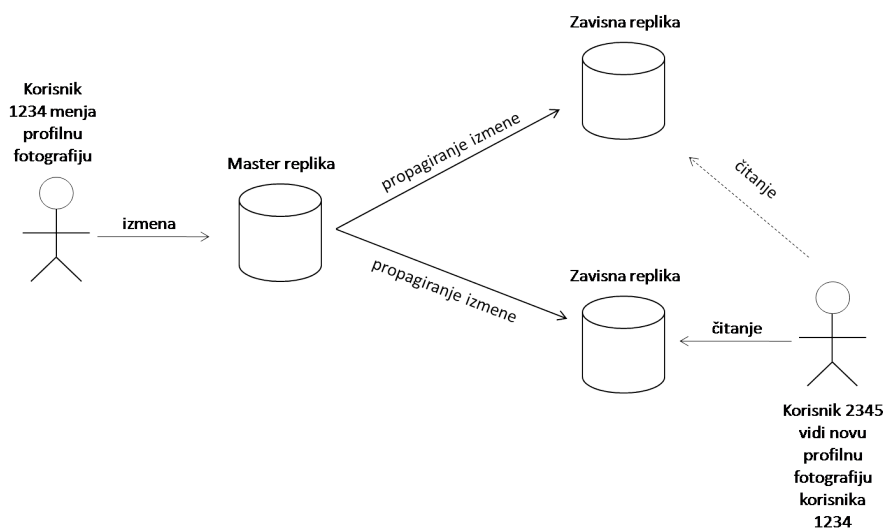 Korisnik
1234 menja
profilnu
fotografiju
izmena
Master replika
propagiranje izmene
propagiranje izmene
Zavisna replika
Zavisna replika
čitanje
čitanje
Korisnik 2345
vidi novu
profilnu
fotografiju
korisnika
1234